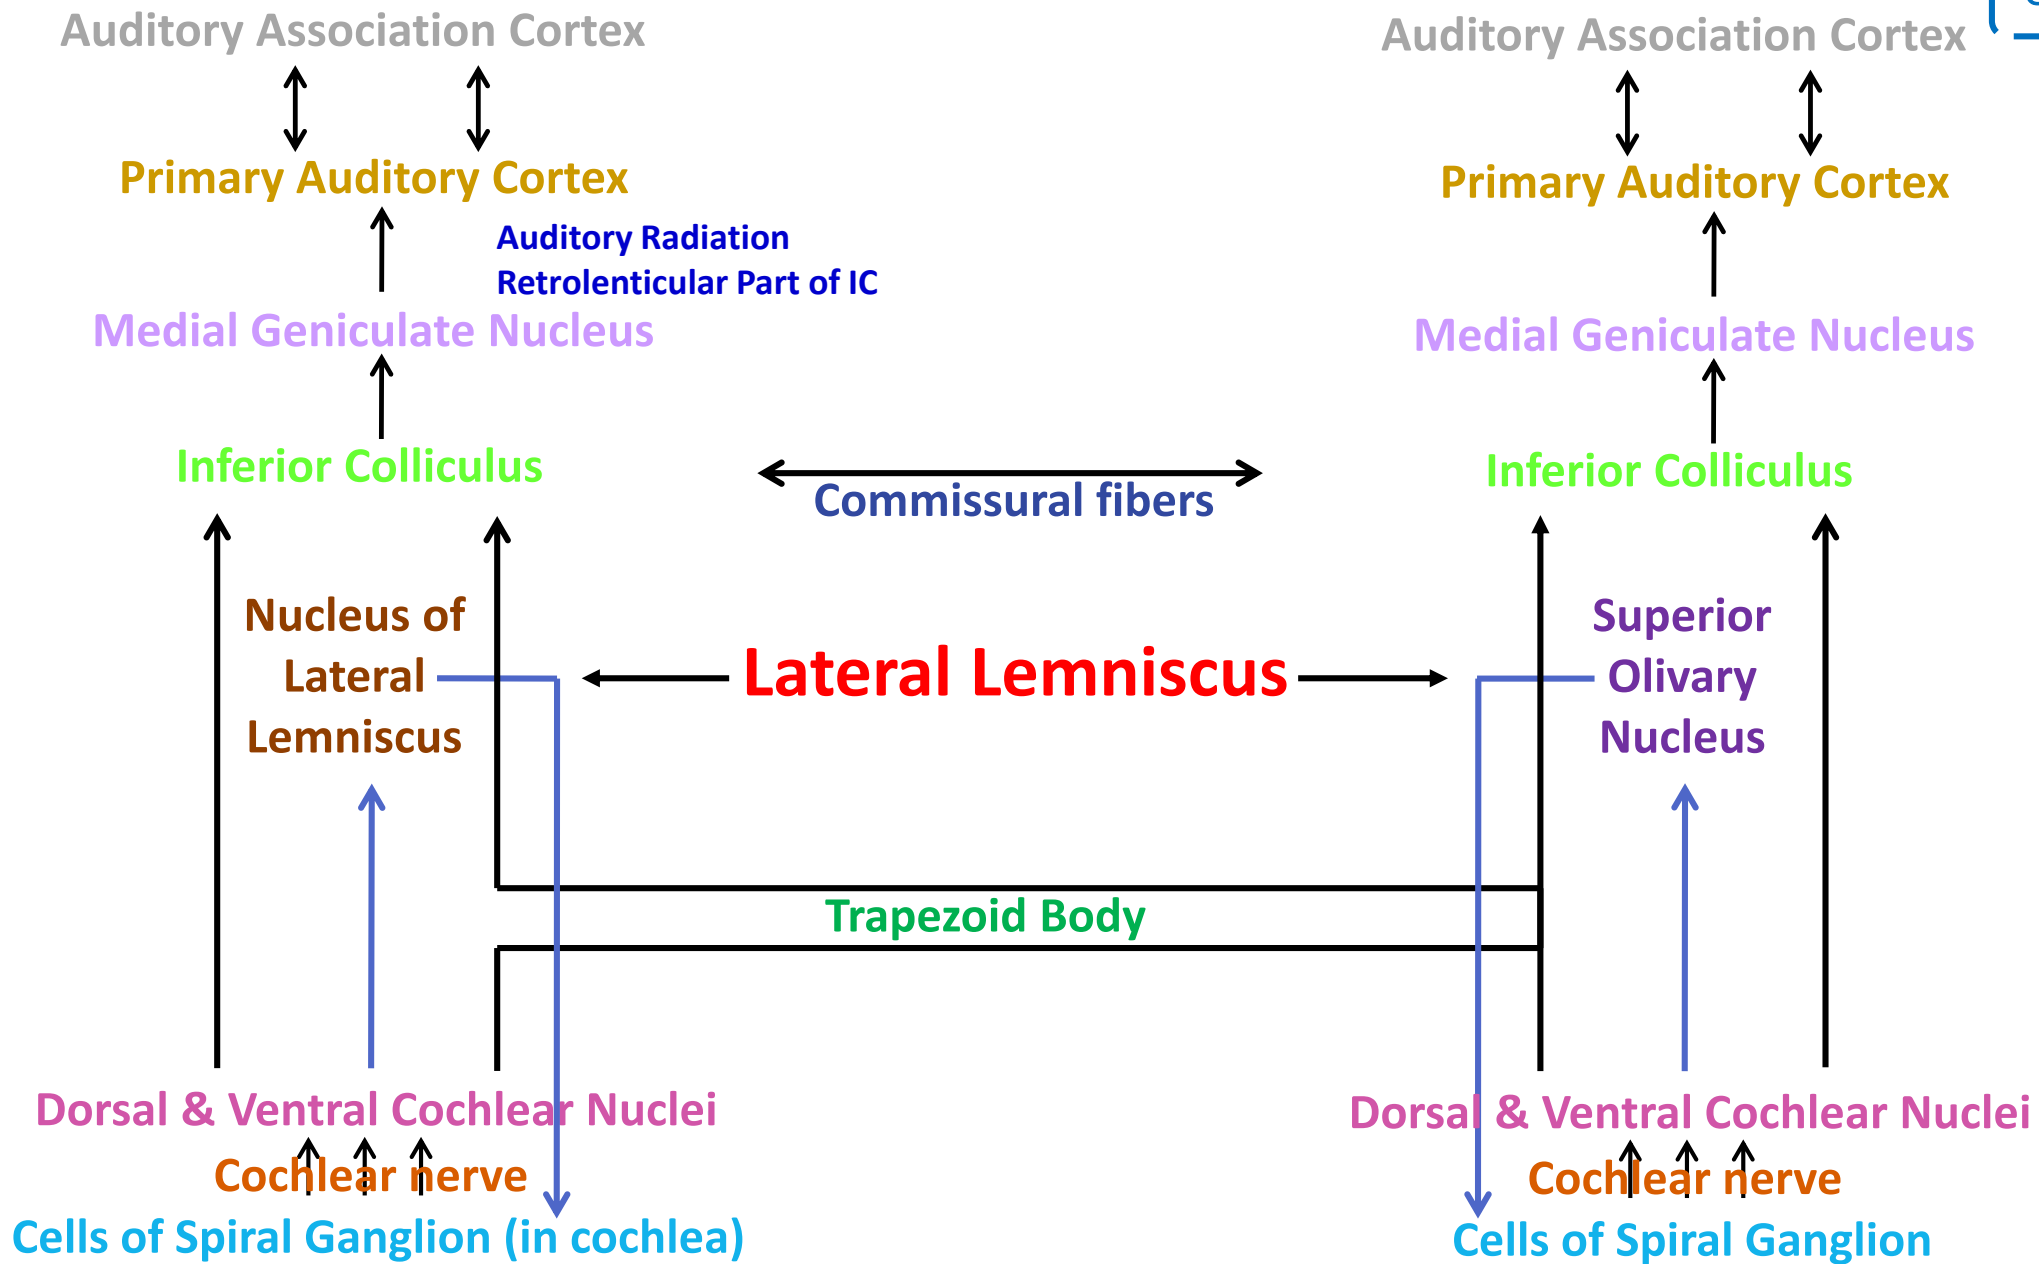 Auditory Association Cortex
Auditory Association Cortex
Primary Auditory Cortex
Primary Auditory Cortex
Auditory Radiation
Retrolenticular Part of IC
Medial Geniculate Nucleus
Medial Geniculate Nucleus
Inferior Colliculus
Inferior Colliculus
Commissural fibers
Nucleus of
Lateral
Lemniscus
Lateral Lemniscus
Superior
Olivary
Nucleus
Trapezoid Body
Dorsal & Ventral Cochlear Nuclei
Dorsal & Ventral Cochlear Nuclei
Cochlear nerve
Cochlear nerve
Cells of Spiral Ganglion (in cochlea)
Cells of Spiral Ganglion